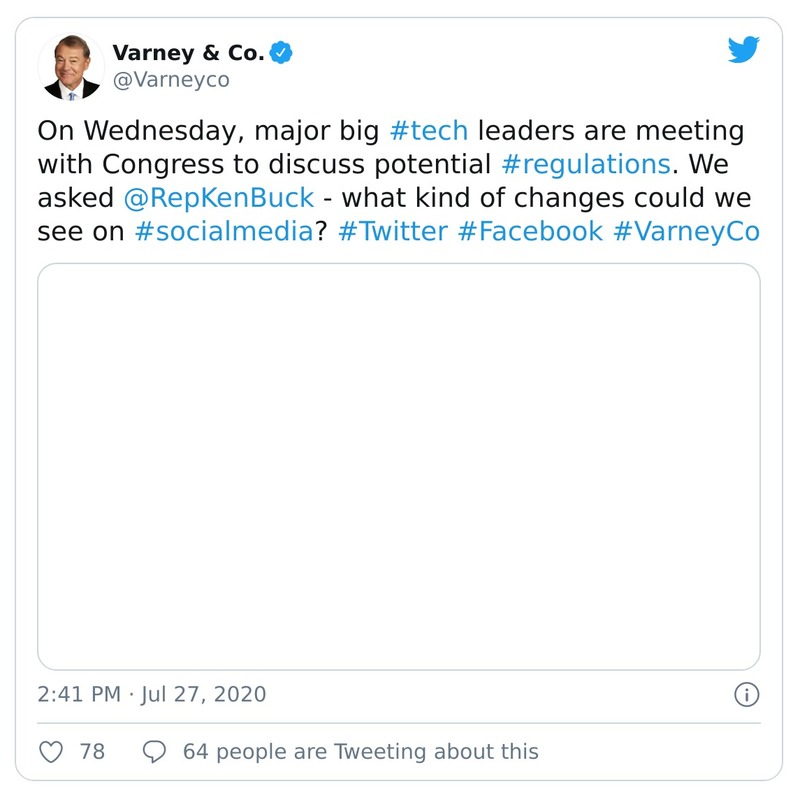 Varney & Co.
@Varneyco
On Wednesday, major big #tech leaders are meeting
with Congress to discuss potential #regulations. We
asked @RepKenBuck - what kind of changes could we
see on #socialmedia? #Twitter #Facebook #VarneyCo
2:41 PM · Jul 27, 2020
78 64 people are Tweeting about this